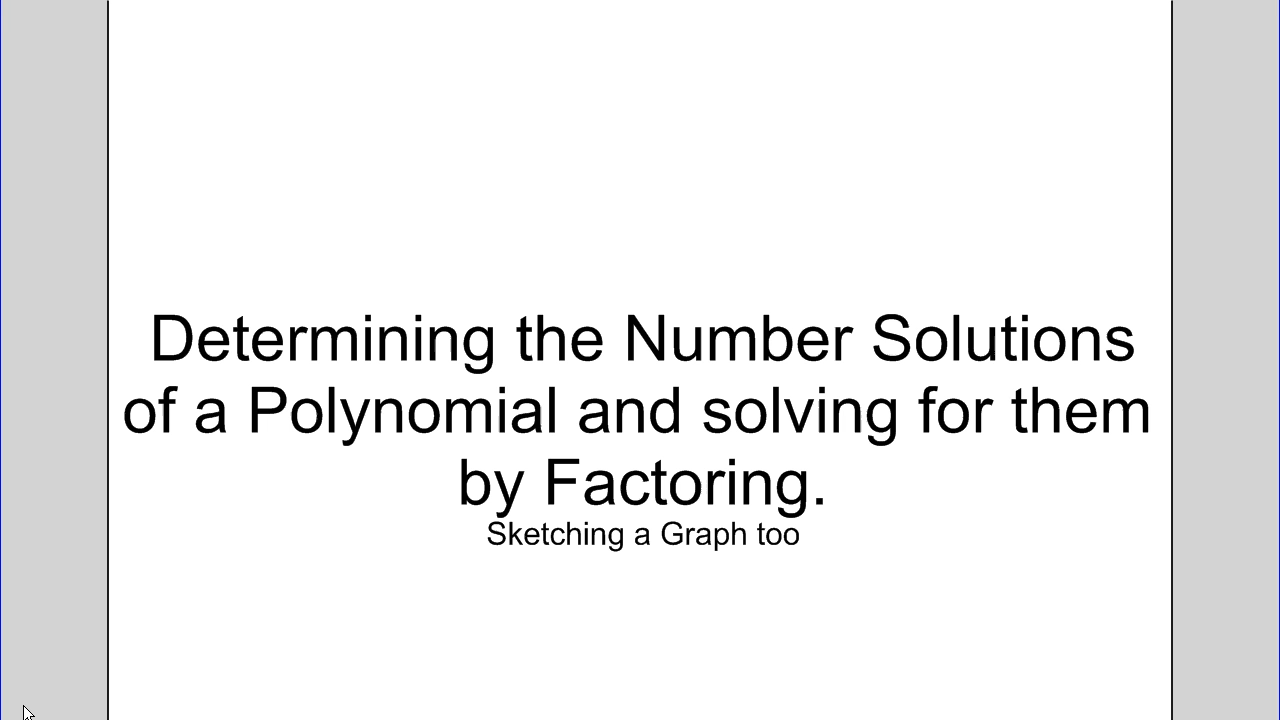 Determining the Number Solutions
of a Polynomial and solving for them
by Factoring.
Sketching a Graph too